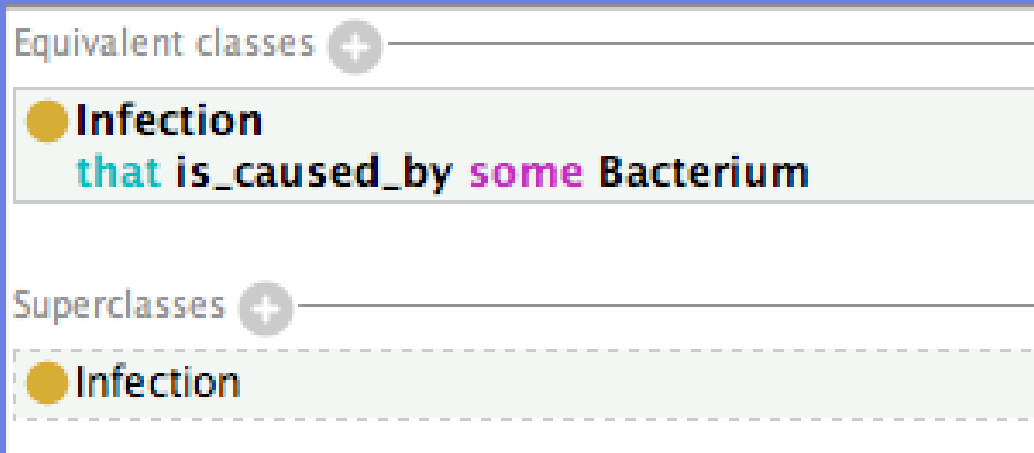 Equivalent classes
Infection
that is_caused_by some Bacterium
Superclasses
Infection